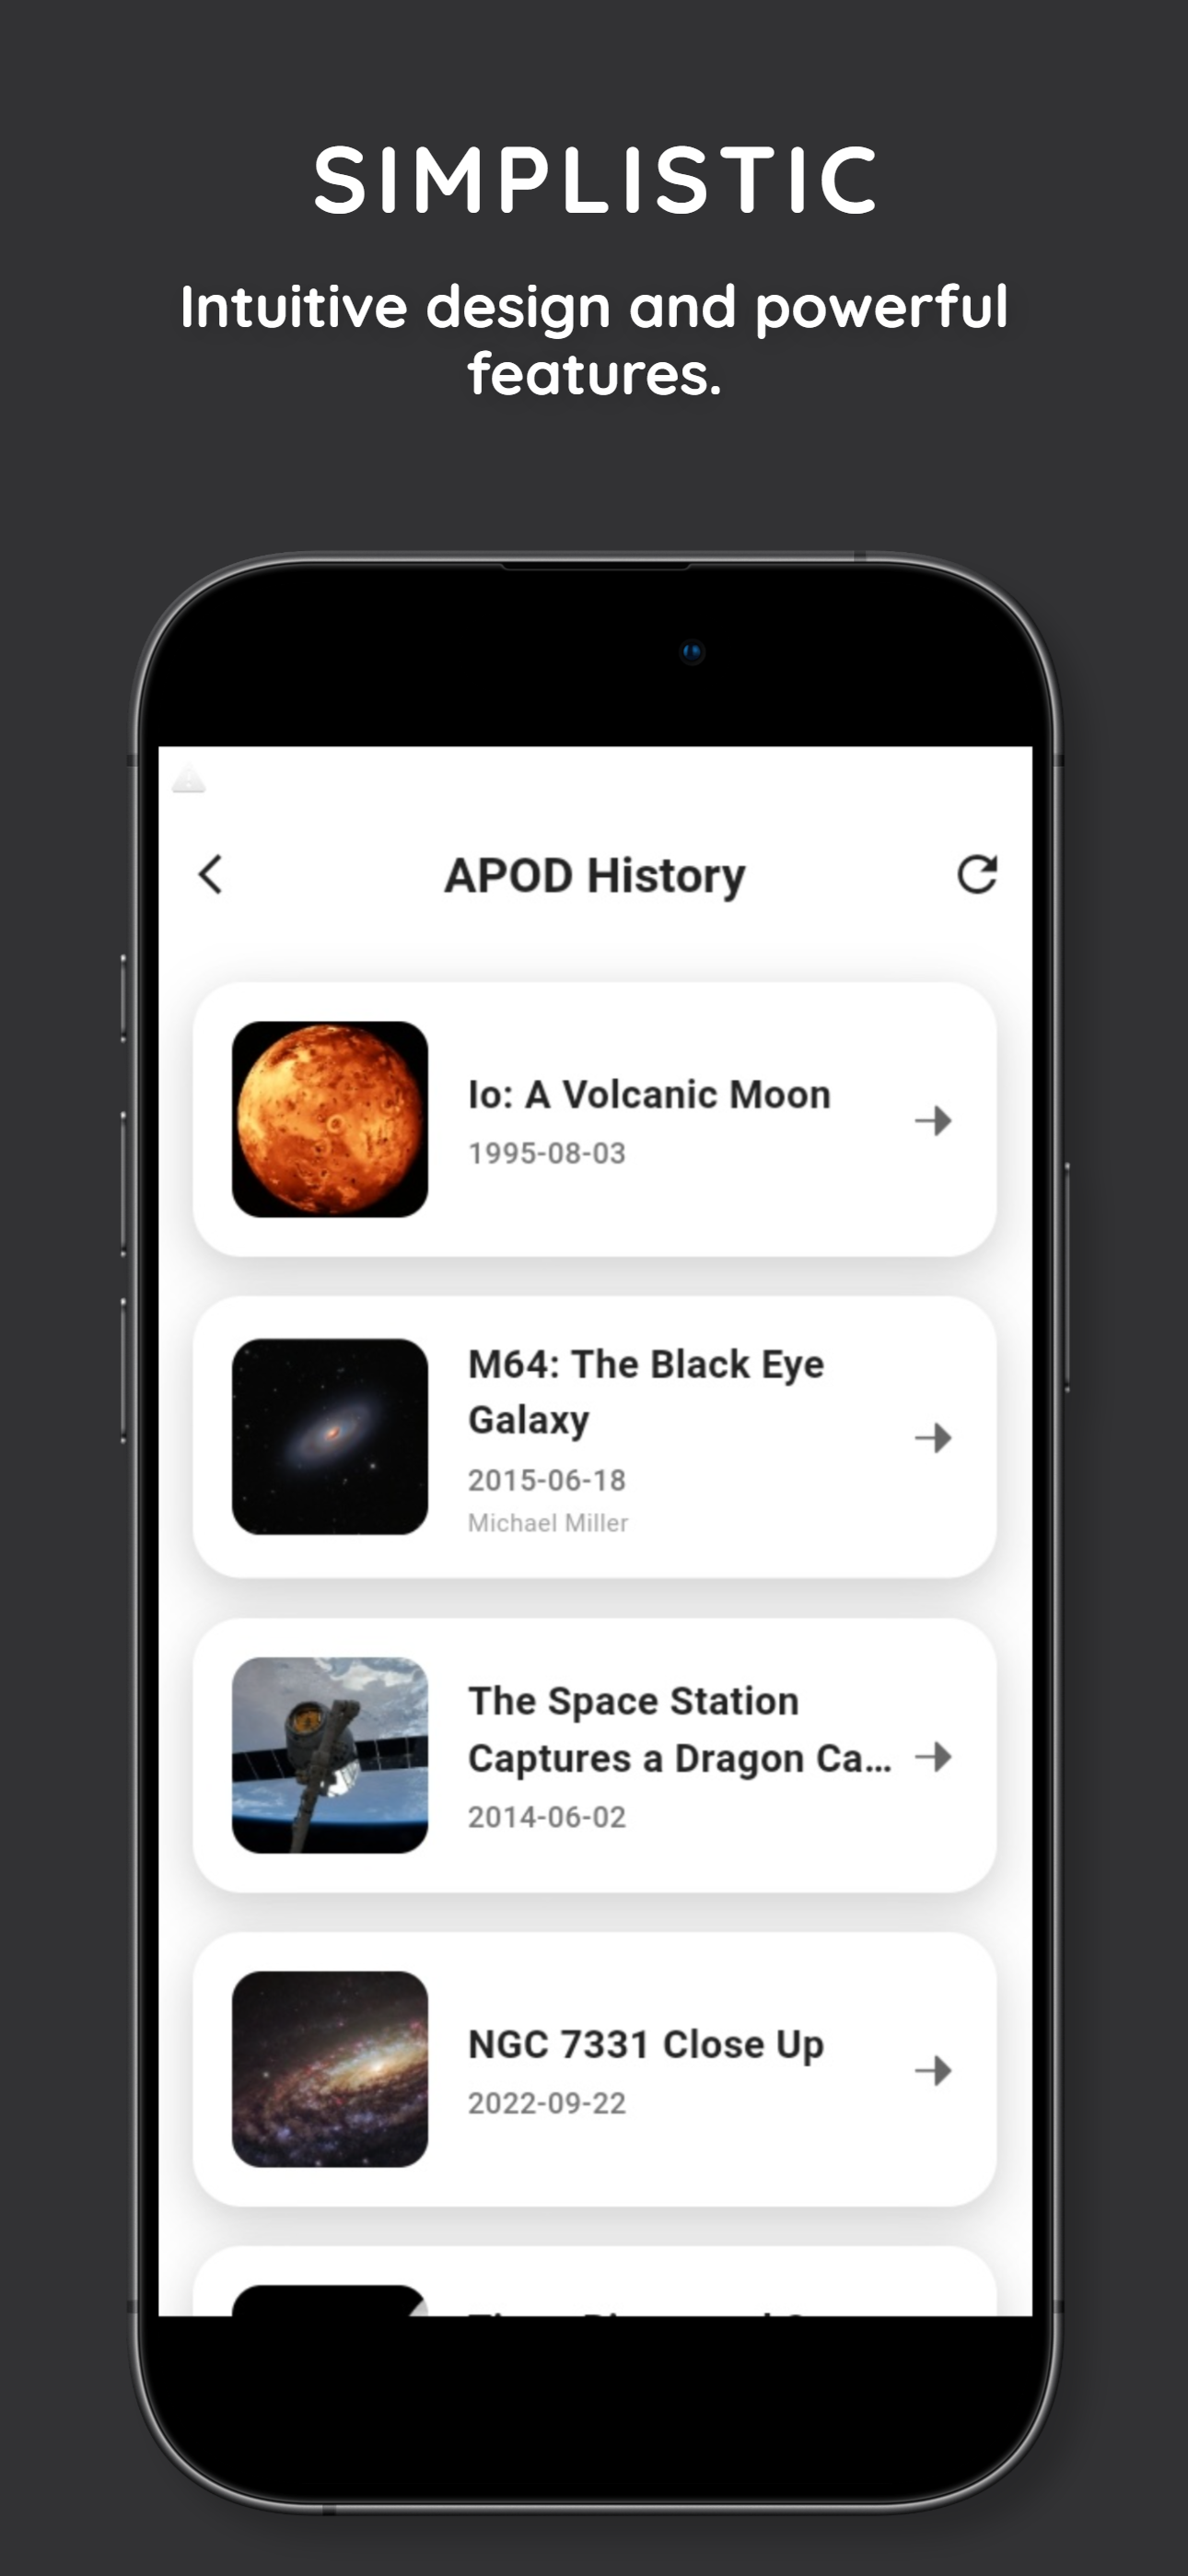 SIMPLISTIC
Intuitive design and powerful
features.
APOD History
Io: A Volcanic Moon
1995-08-03
M64: The Black Eye
Galaxy
2015-06-18
Michael Miller
The Space Station
Captures a Dragon Ca...
2014-06-02
NGC 7331 Close Up
2022-09-22